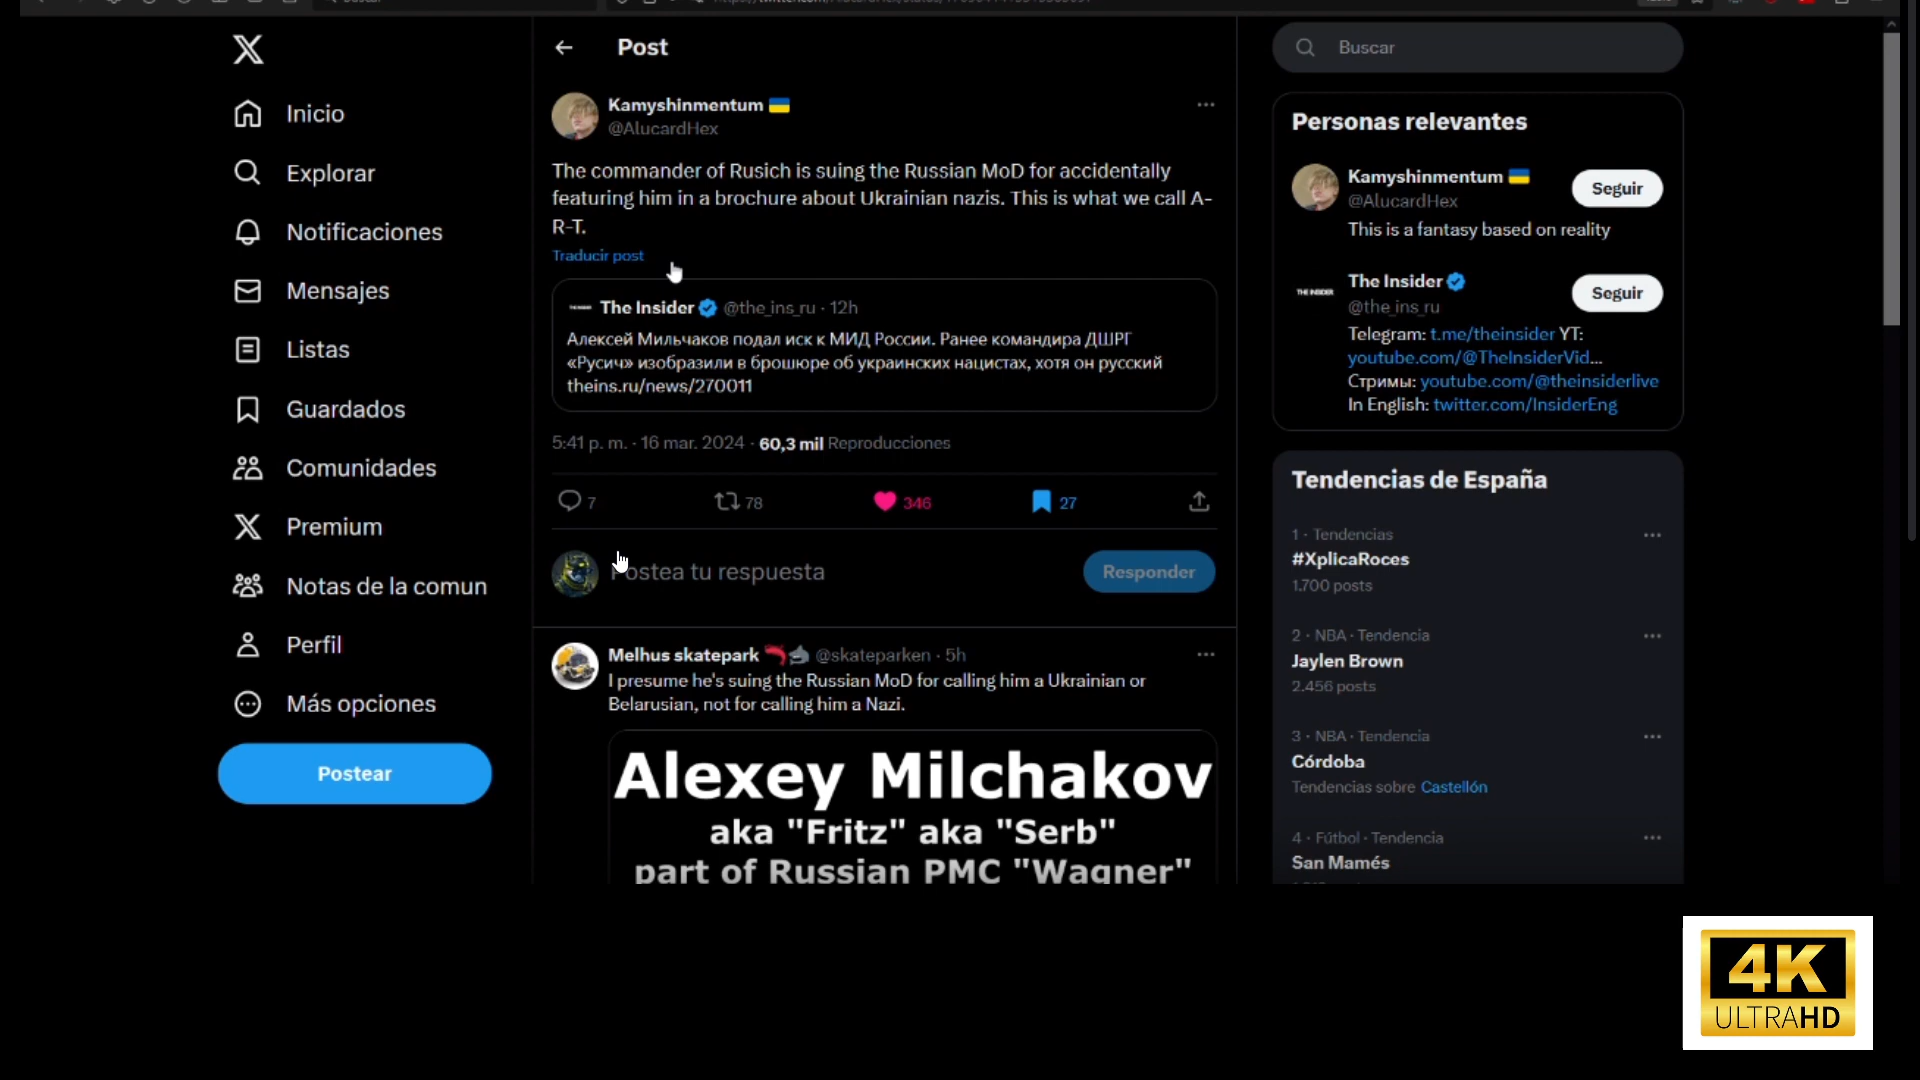 Post
Buscar
Inicio
Explorar
Notificaciones
Mensajes
Listas
Guardados
Comunidades
Premium
Notas de la comun
Perfil
Más opciones
Postear
Kamyshinmentum
@AlucardHex
The commander of Rusich is suing the Russian MoD for accidentally
featuring him in a brochure about Ukrainian nazis. This is what we call A-
R-T.
Traducir post
The Insider @the_ins_ru · 12h
Алексей Мильчаков подал иск к МИД России. Ранее командира ДШРГ
«Русич» изобразили в брошюре об украинских нацистах, хотя он русский
theins.ru/news/270011
5:41 p. m. · 16 mar. 2024 · 60,3 mil Reproducciones
7 78 346 27
Postea tu respuesta
Responder
Melhus skatepark @skateparken · 5h
I presume he's suing the Russian MoD for calling him a Ukrainian or
Belarusian, not for calling him a Nazi.
Alexey Milchakov
aka "Fritz" aka "Serb"
part of Russian PMC "Wagner"
Personas relevantes
Kamyshinmentum
@AlucardHex
Seguir
This is a fantasy based on reality
The Insider
@the_ins_ru
Seguir
Telegram: t.me/theinsider YT:
youtube.com/@TheInsiderVid...
Стримы: youtube.com/@theinsiderlive
In English: twitter.com/InsiderEng
Tendencias de España
1 · Tendencias
#XplicaRoces
1.700 posts
2 · NBA · Tendencia
Jaylen Brown
2.456 posts
3 · NBA · Tendencia
Córdoba
Tendencias sobre Castellón
4 · Fútbol · Tendencia
San Mamés
4K
ULTRAHD